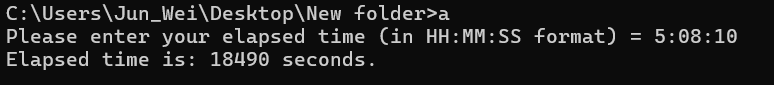 C:\Users\Jun_Wei\Desktop\New folder>a
Please enter your elapsed time (in HH:MM:SS format) = 5:08:10
Elapsed time is: 18490 seconds.